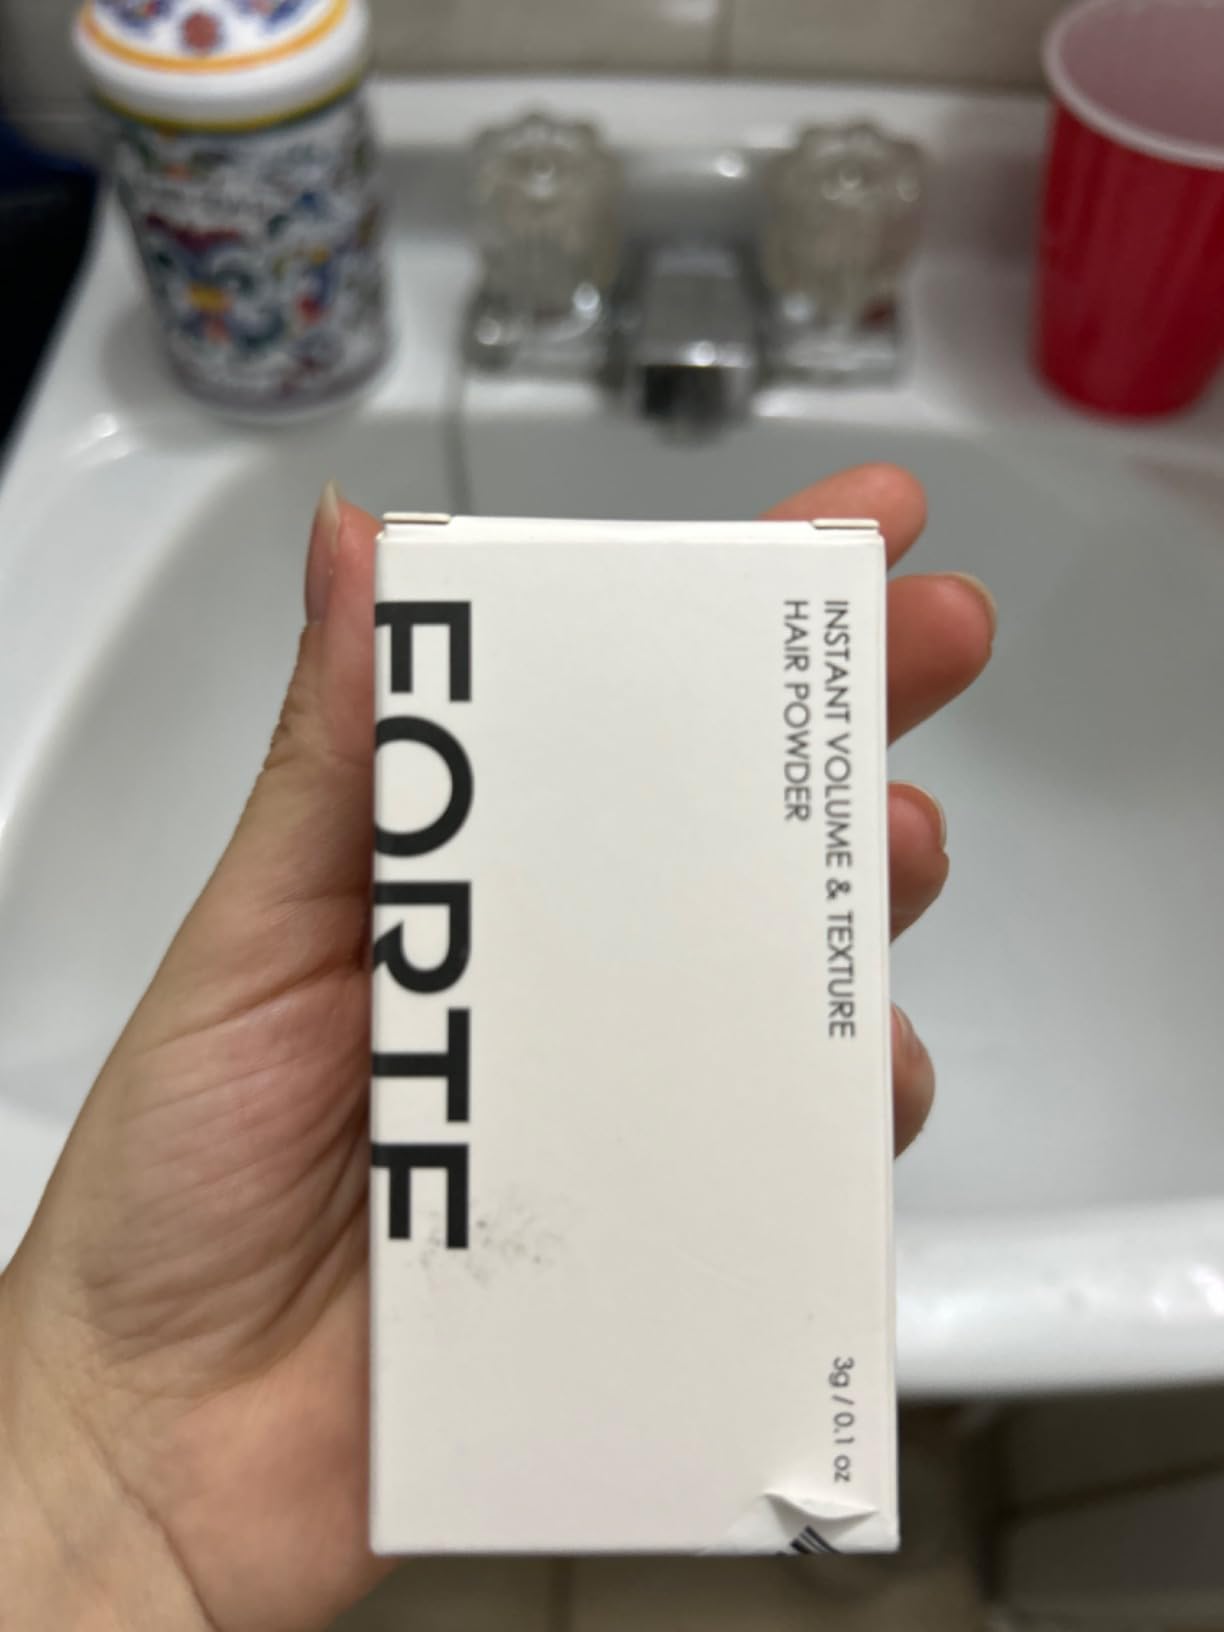 FORTE
INSTANT VOLUME & TEXTURE
HAIR POWDER
3g / 0.1 oz